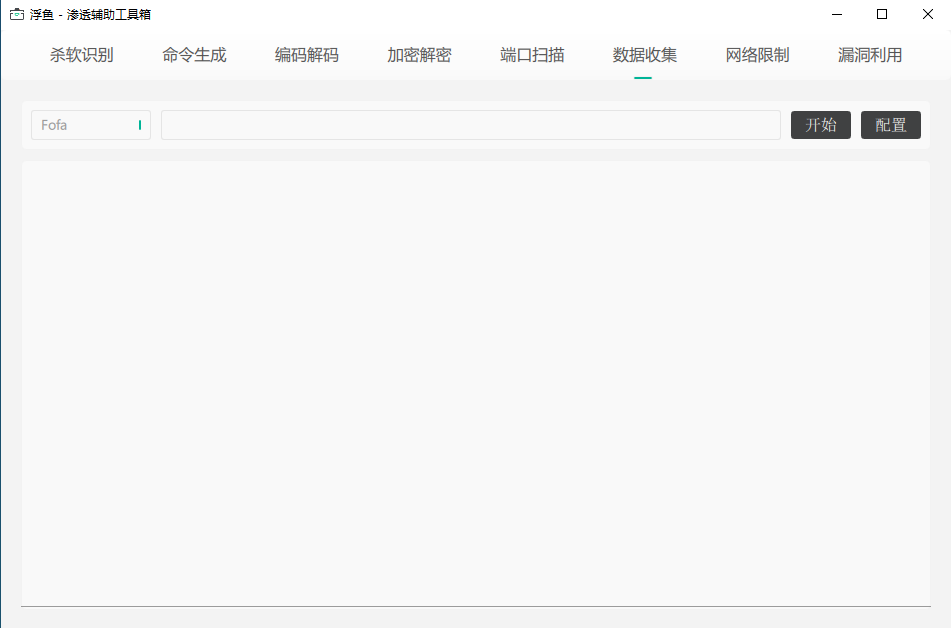 浮鱼 - 渗透辅助工具箱
杀软识别 命令生成 编码解码 加密解密 端口扫描 数据收集 网络限制 漏洞利用
Fofa 开始 配置